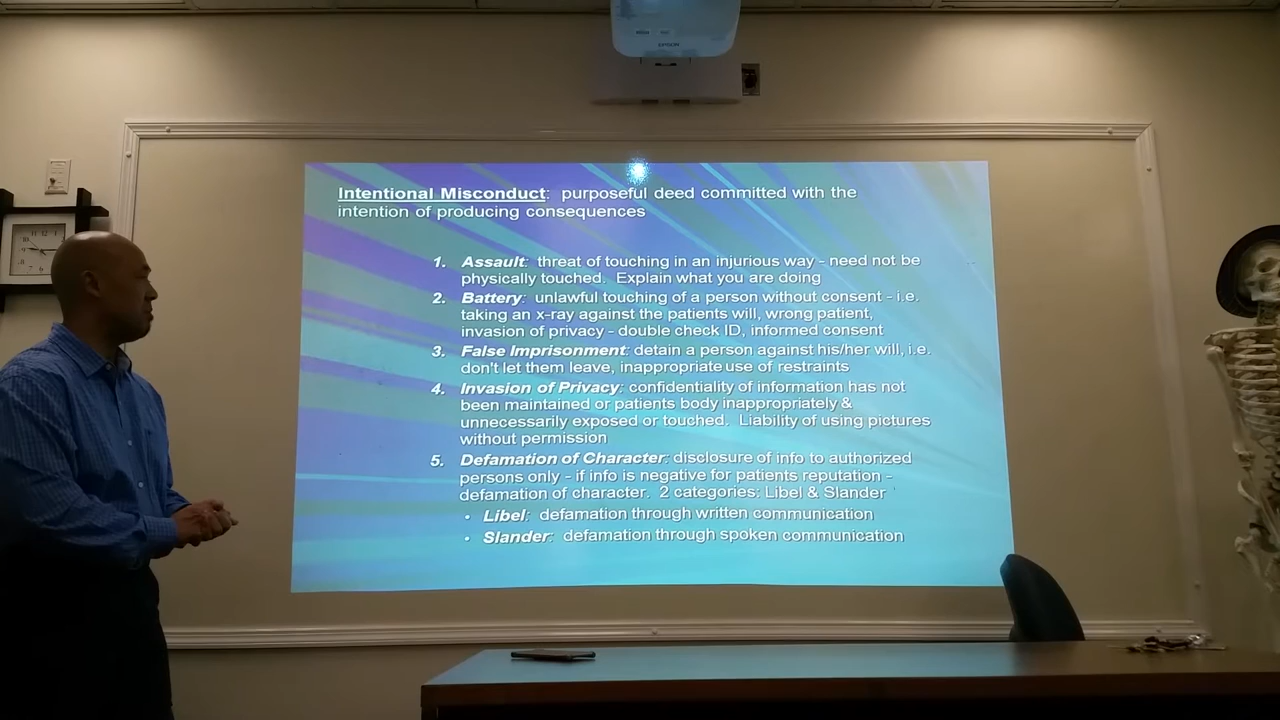 EPSON
Intentional Misconduct: purposeful deed committed with the
intention of producing consequences
1. Assault: threat of touching in an injurious way - need not be
physically touched. Explain what you are doing
2. Battery: unlawful touching of a person without consent - i.e.
taking an x-ray against the patients will, wrong patient,
invasion of privacy - double check ID, informed consent
3. False Imprisonment: detain a person against his/her will, i.e.
don't let them leave, inappropriate use of restraints
4. Invasion of Privacy: confidentiality of information has not
been maintained or patients body inappropriately &
unnecessarily exposed or touched. Liability of using pictures
without permission
5. Defamation of Character: disclosure of info to authorized
persons only - if info is negative for patients reputation -
defamation of character. 2 categories: Libel & Slander
• Libel: defamation through written communication
• Slander: defamation through spoken communication